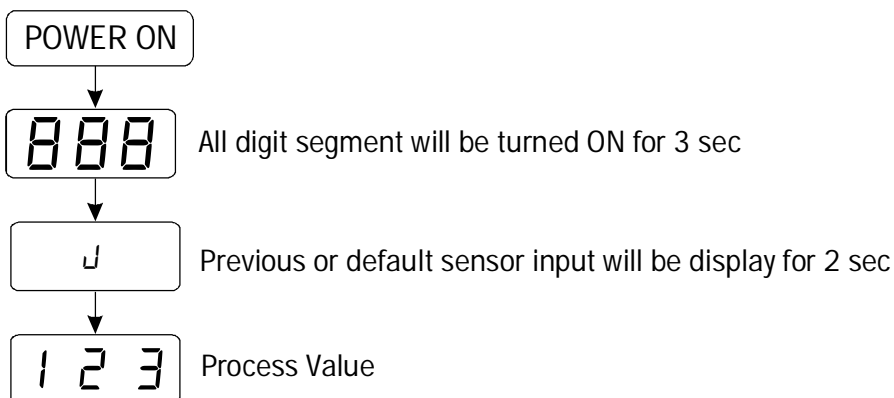 POWER ON
888 All digit segment will be turned ON for 3 sec
J Previous or default sensor input will be display for 2 sec
1 2 3 Process Value